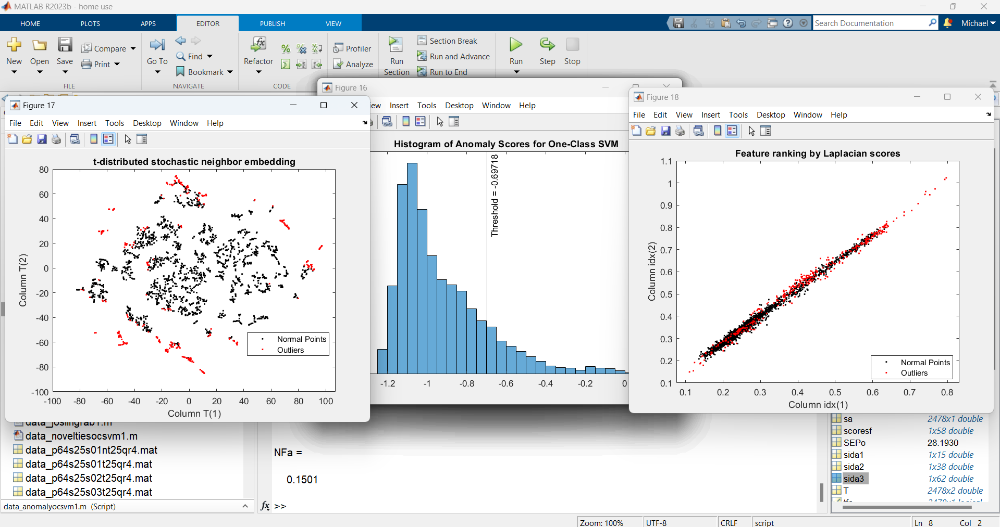 MATLAB R2023b - home use
HOME PLOTS APPS EDITOR PUBLISH VIEW
Search Documentation
Michael
New
Open
Save
Compare
Print
FILE
Go To
Find
Bookmark
NAVIGATE
Refactor
CODE
Profiler
Analyze
Run
Section
Section Break
Run and Advance
Run to End
Run
Step
Stop
Figure 17
File Edit View Insert Tools Desktop Window Help
t-distributed stochastic neighbor embedding
80
60
40
20
0
-20
-40
-60
-80
-100
-100 -80 -60 -40 -20 0 20 40 60 80 100
Column T(2)
Column T(1)
Normal Points
Outliers
Figure 16
Insert Tools Desktop Window Help
Histogram of Anomaly Scores for One-Class SVM
Threshold = -0.69718
-1.2 -1 -0.8 -0.6 -0.4 -0.2 0
Figure 18
File Edit View Insert Tools Desktop Window Help
Feature ranking by Laplacian scores
1.1
1
0.9
0.8
0.7
0.6
0.5
0.4
0.3
0.2
0.1
0.1 0.2 0.3 0.4 0.5 0.6 0.7 0.8
Column idx(2)
Column idx(1)
Normal Points
Outliers
data_noveltiesocsvm1.m
data_p64s25s01nt25qr4.mat
data_p64s25s01t25qr4.mat
data_p64s25s02t25qr4.mat
data_p64s25s03t25qr4.mat
data_anomalyocsvm1.m (Script)
NFa =
0.1501
fx >>
sa 2478x1 double
scoresf 1x58 double
SEPo 28.1930
sida1 1x15 double
sida2 1x38 double
sida3 1x62 double
T 2478x2 double
Zoom: 100% UTF-8 CRLF script Ln 8 Col 2